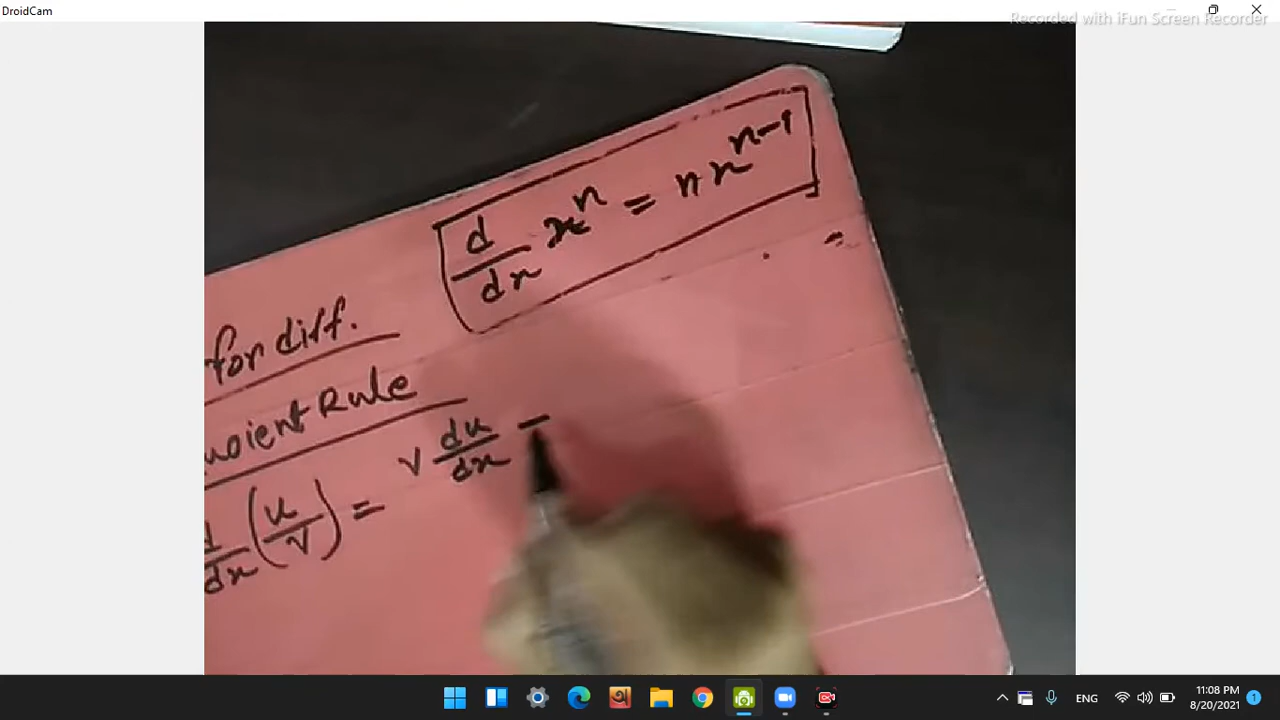 DroidCam
Recorded with iFun Screen Recorder
d/dx x^n = n x^(n-1)
for diff.
uoient Rule
d/dx (u/v) = v du/dx -
ENG
11:08 PM
8/20/2021
1